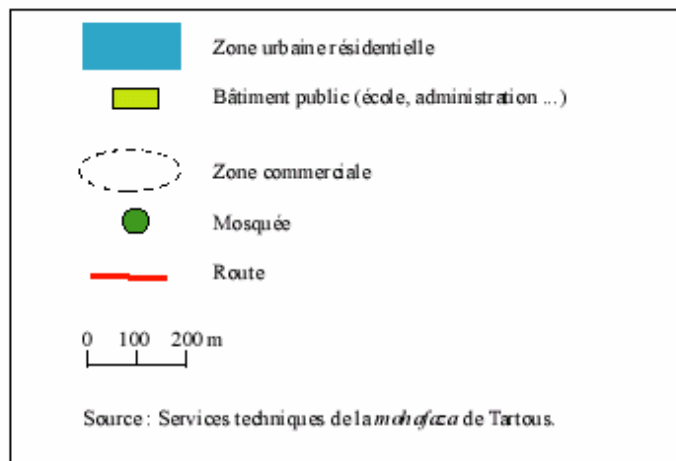 Zone urbaine résidentielle
Bâtiment public (école, administration ...)
Zone commerciale
Mosquée
Route
0 100 200 m
Source : Services techniques de la mohafaza de Tartous.